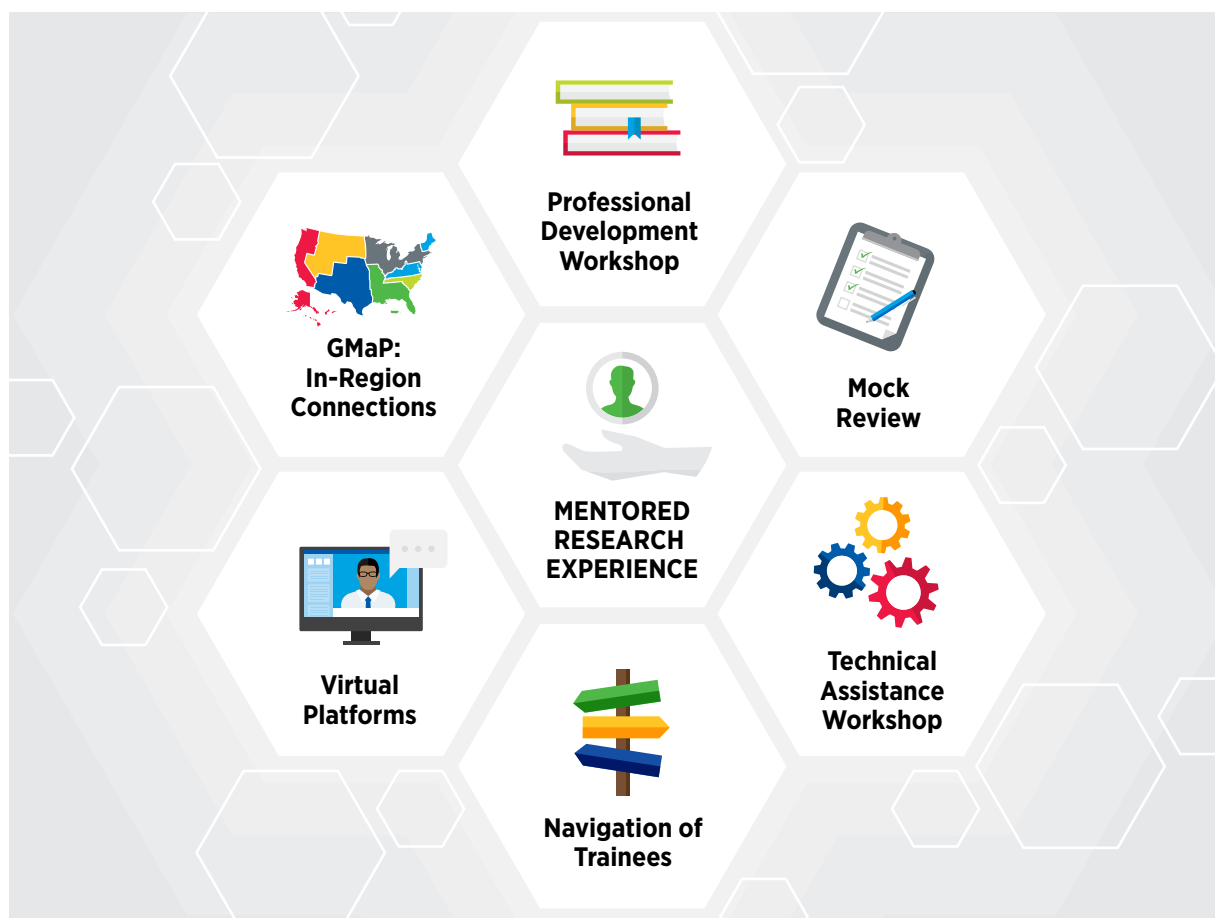 Professional
Development
Workshop
GMaP:
In-Region
Connections
Mock
Review
MENTORED
RESEARCH
EXPERIENCE
Virtual
Platforms
Technical
Assistance
Workshop
Navigation of
Trainees